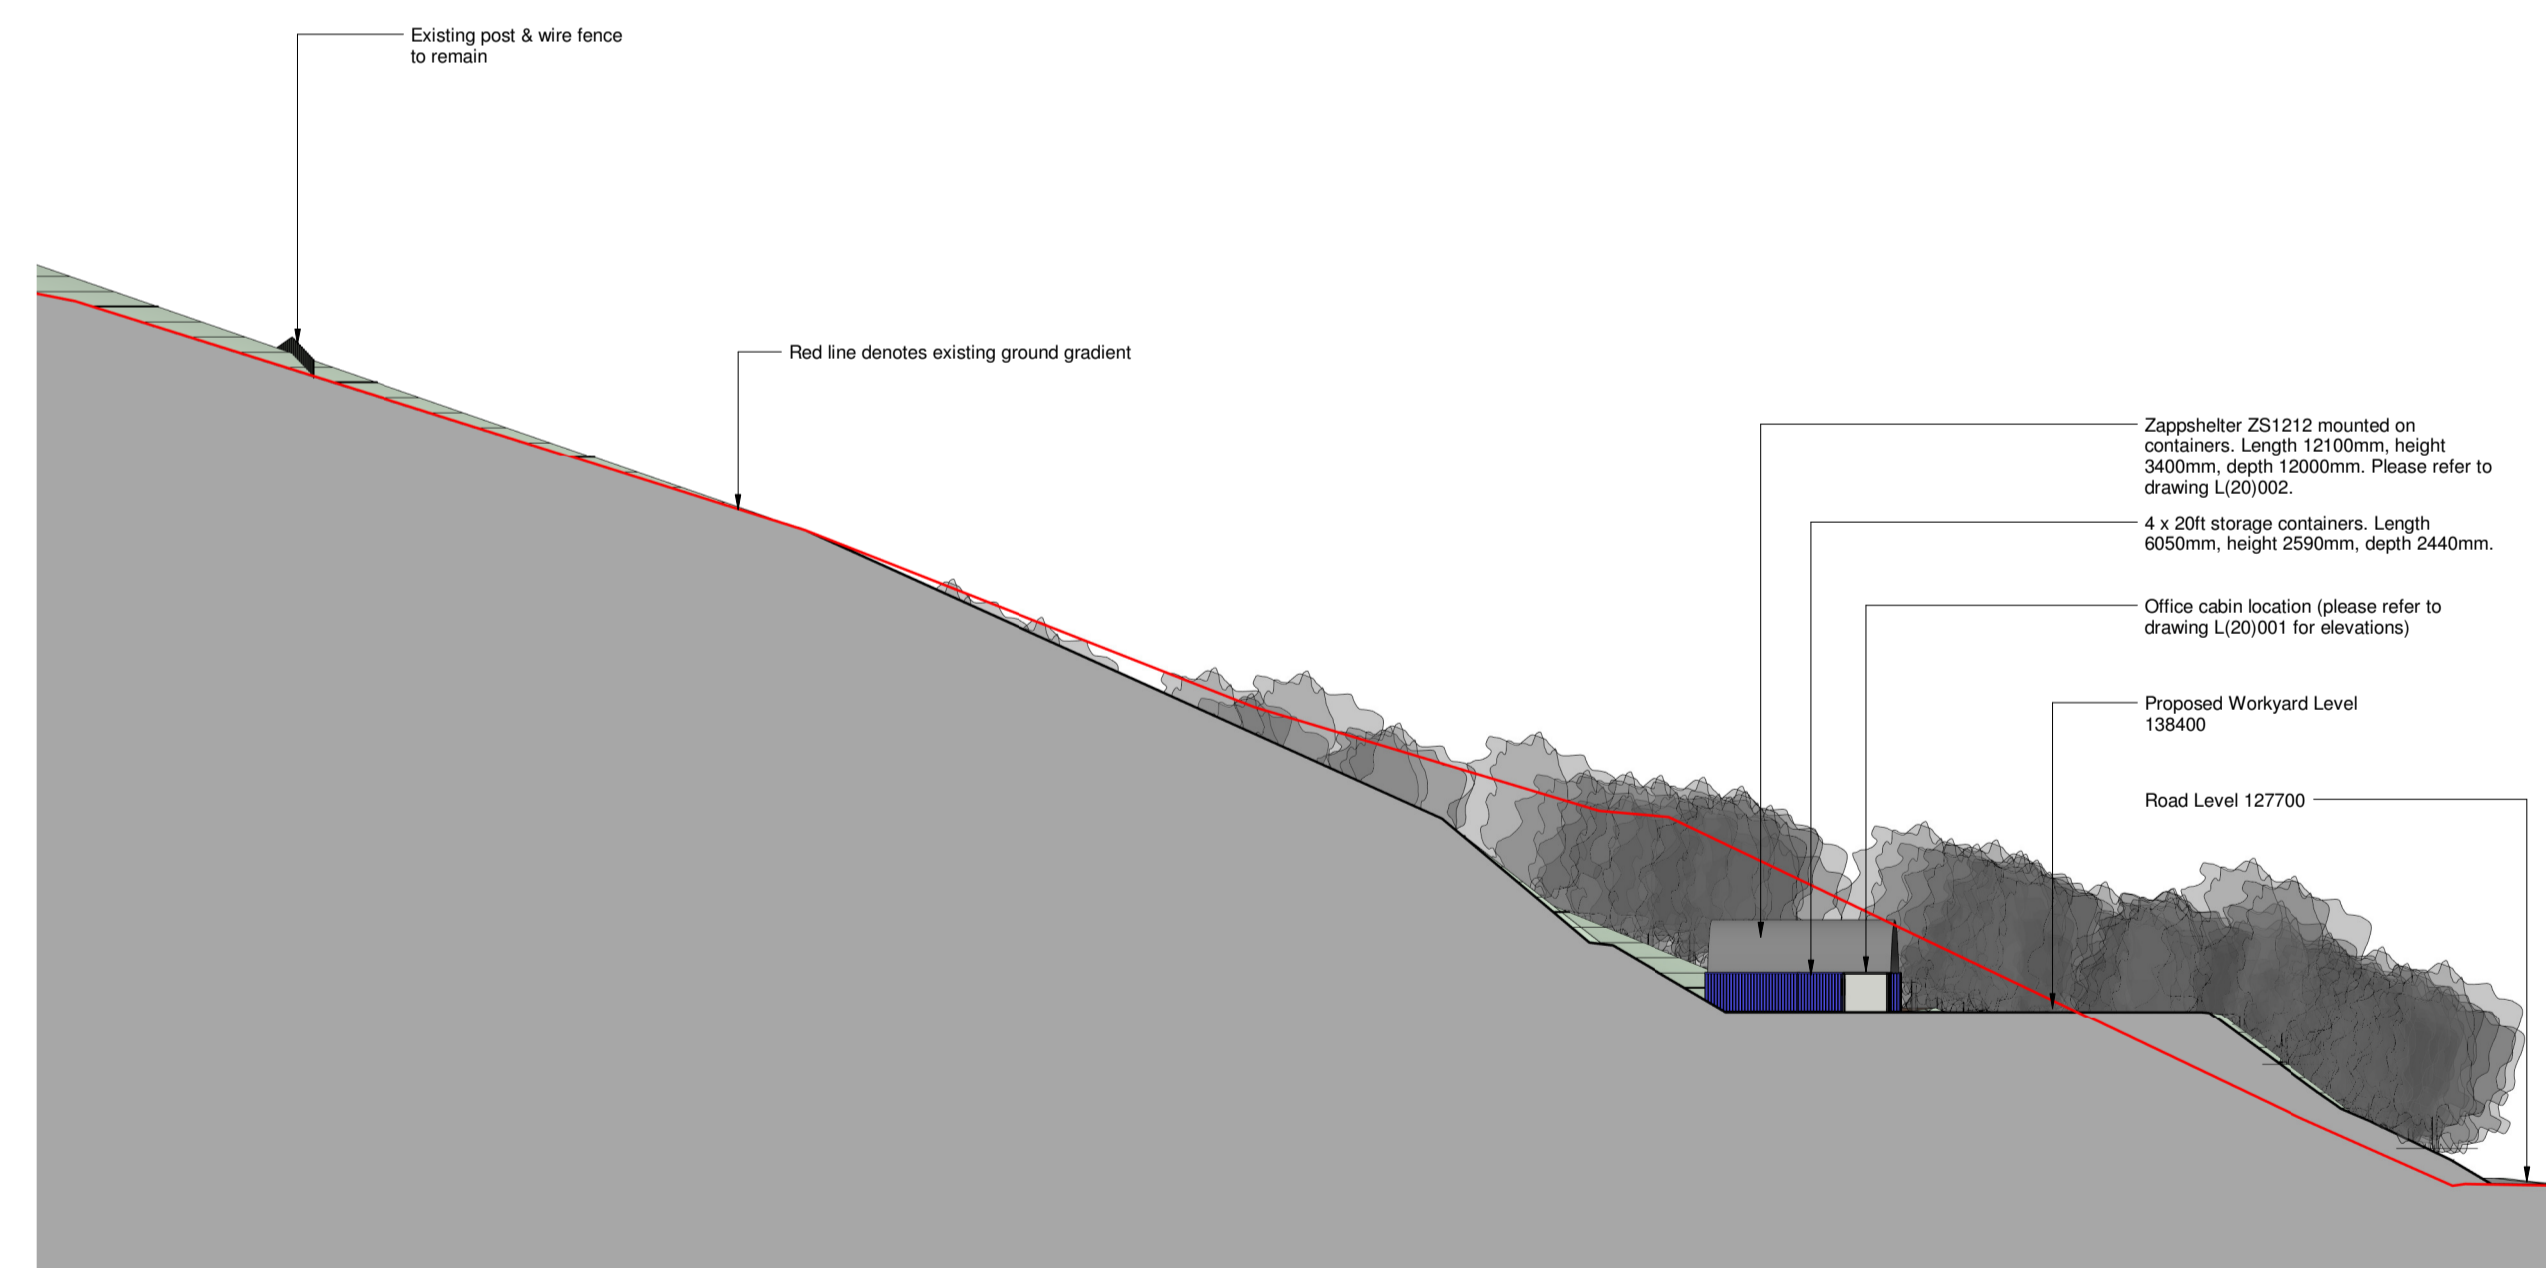 Existing post & wire fence
to remain
Red line denotes existing ground gradient
Zappshelter ZS1212 mounted on
containers. Length 12100mm, height
3400mm, depth 12000mm. Please refer to
drawing L(20)002.
4 x 20ft storage containers. Length
6050mm, height 2590mm, depth 2440mm.
Office cabin location (please refer to
drawing L(20)001 for elevations)
Proposed Workyard Level
138400
Road Level 127700